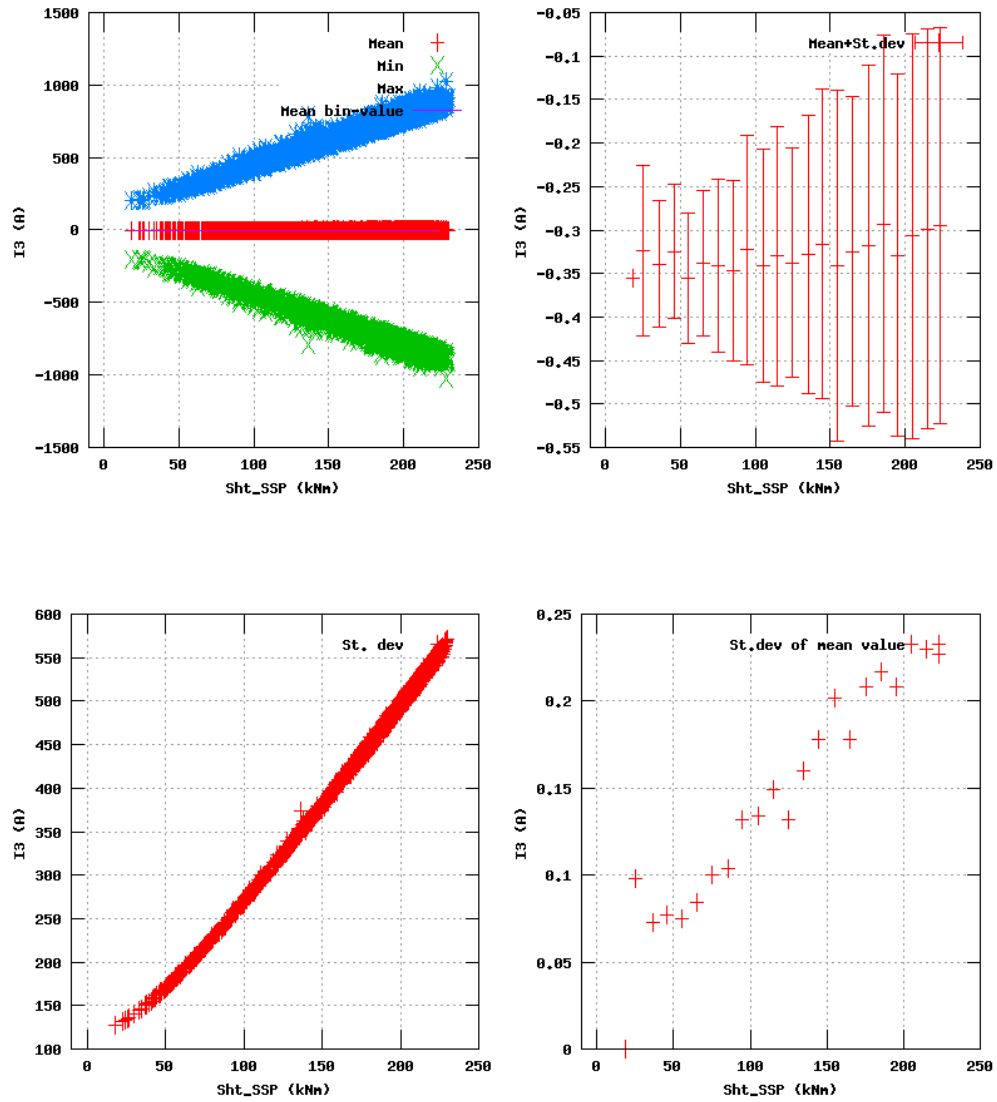 1500
1000
500
0
-500
-1000
-1500
I3 (A)
Mean
Min
Max
Mean bin-value
0 50 100 150 200 250
Sht_SSP (kNm)
-0.05
-0.1
-0.15
-0.2
-0.25
-0.3
-0.35
-0.4
-0.45
-0.5
-0.55
I3 (A)
Mean+St.dev
0 50 100 150 200 250
Sht_SSP (kNm)
600
550
500
450
400
350
300
250
200
150
100
I3 (A)
St. dev
0 50 100 150 200 250
Sht_SSP (kNm)
0.25
0.2
0.15
0.1
0.05
0
I3 (A)
St.dev of mean value
0 50 100 150 200 250
Sht_SSP (kNm)